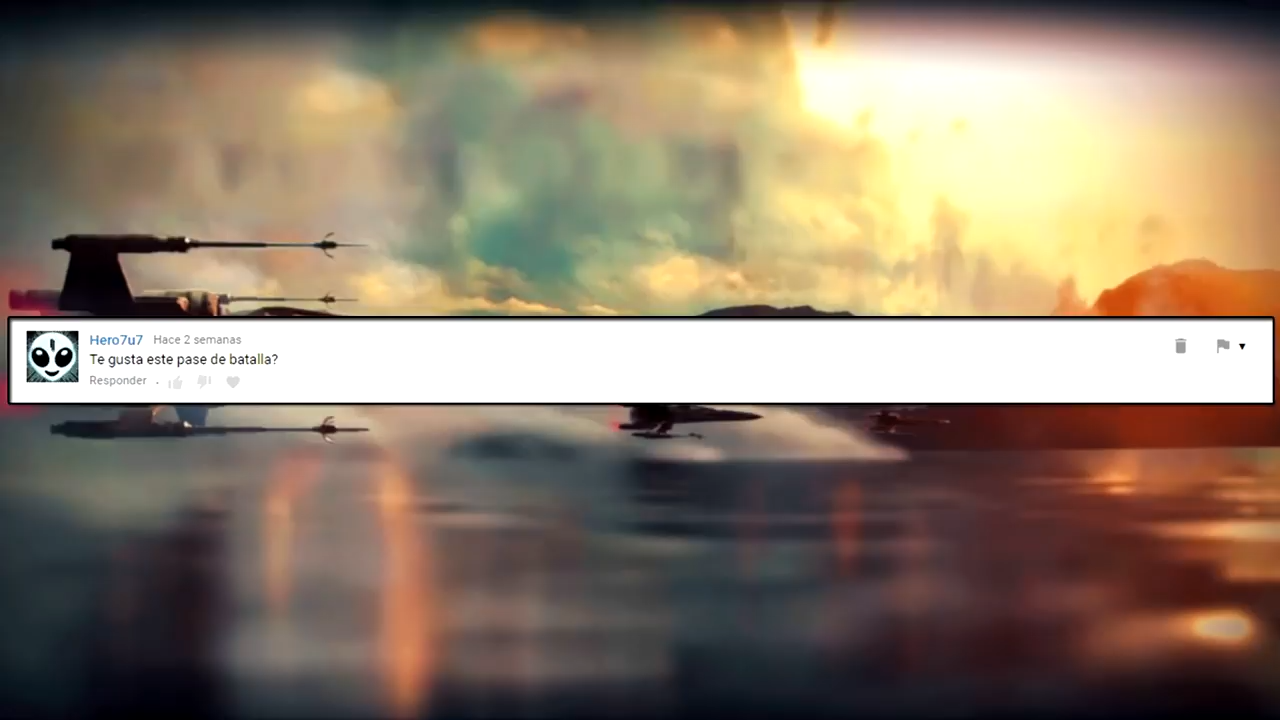 Hero7u7 Hace 2 semanas
Te gusta este pase de batalla?
Responder .